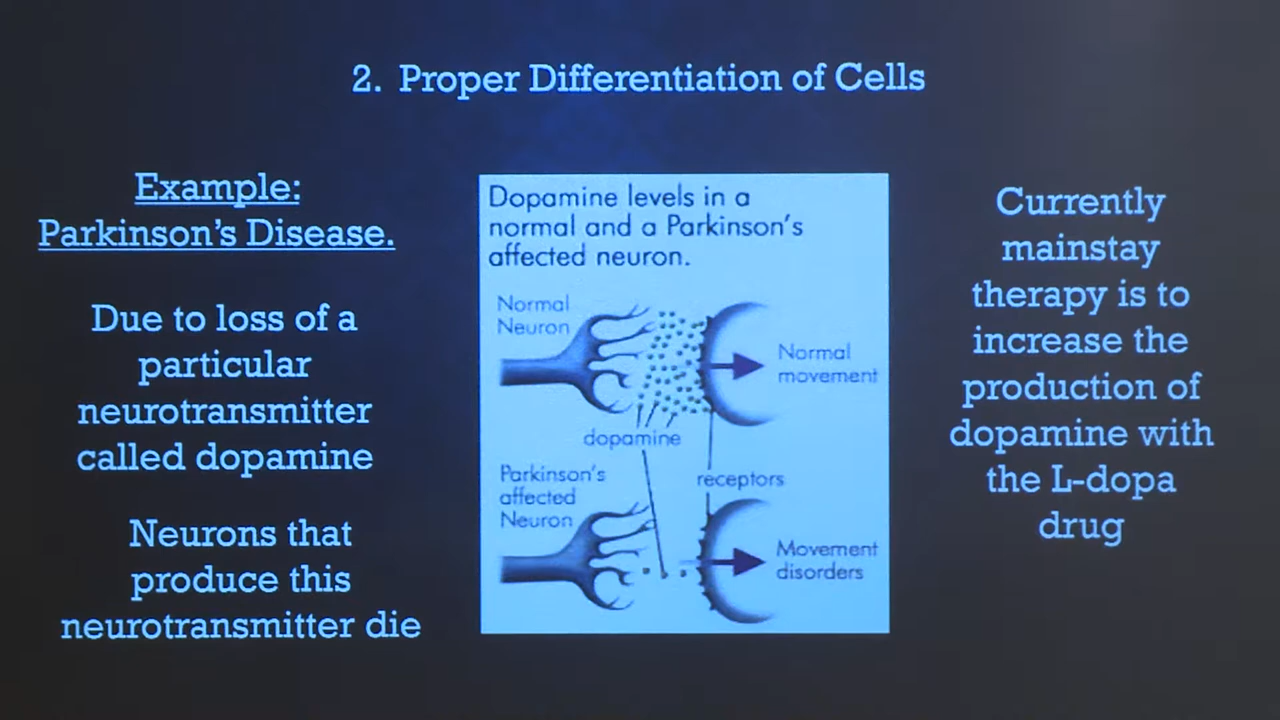 2. Proper Differentiation of Cells
Example:
Parkinson's Disease.
Due to loss of a
particular
neurotransmitter
called dopamine
Neurons that
produce this
neurotransmitter die
Dopamine levels in a
normal and a Parkinson's
affected neuron.
Normal
Neuron
Normal
movement
dopamine
receptors
Parkinson's
affected
Neuron
Movement
disorders
Currently
mainstay
therapy is to
increase the
production of
dopamine with
the L-dopa
drug